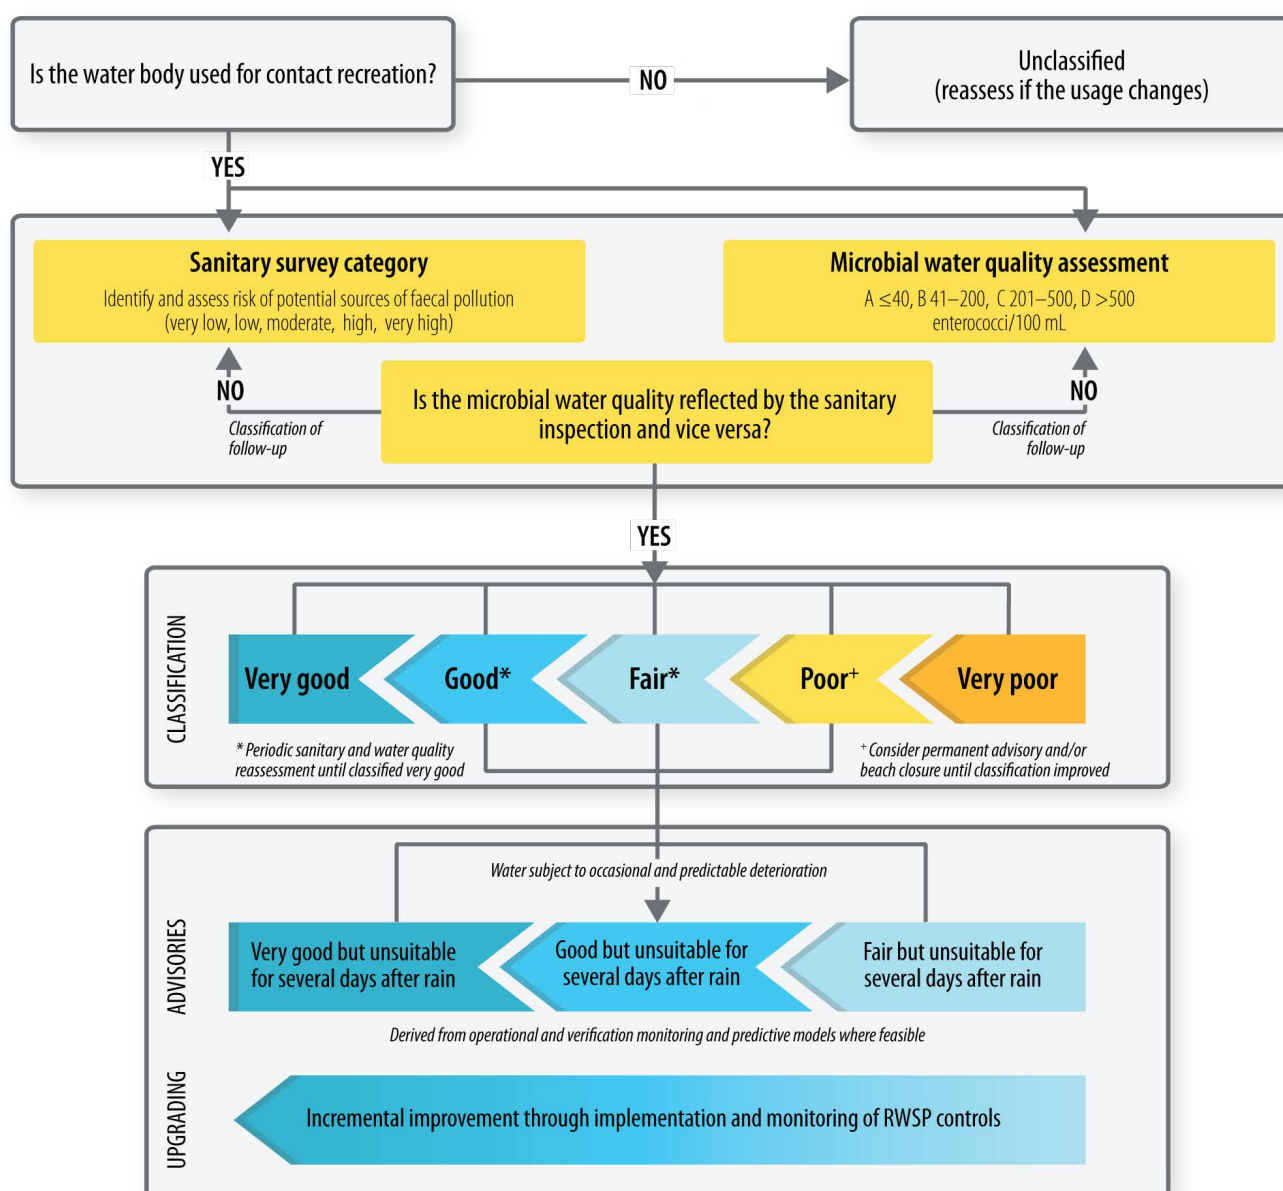 Is the water body used for contact recreation?
NO
Unclassified
(reassess if the usage changes)
YES
Sanitary survey category
Identify and assess risk of potential sources of faecal pollution
(very low, low, moderate, high, very high)
Microbial water quality assessment
A ≤40, B 41–200, C 201–500, D >500
enterococci/100 mL
NO
Classification of
follow-up
Is the microbial water quality reflected by the sanitary
inspection and vice versa?
NO
Classification of
follow-up
YES
CLASSIFICATION
Very good
Good*
Fair*
Poor+
Very poor
* Periodic sanitary and water quality
reassessment until classified very good
+ Consider permanent advisory and/or
beach closure until classification improved
Water subject to occasional and predictable deterioration
ADVISORIES
Very good but unsuitable
for several days after rain
Good but unsuitable for
several days after rain
Fair but unsuitable for
several days after rain
Derived from operational and verification monitoring and predictive models where feasible
UPGRADING
Incremental improvement through implementation and monitoring of RWSP controls